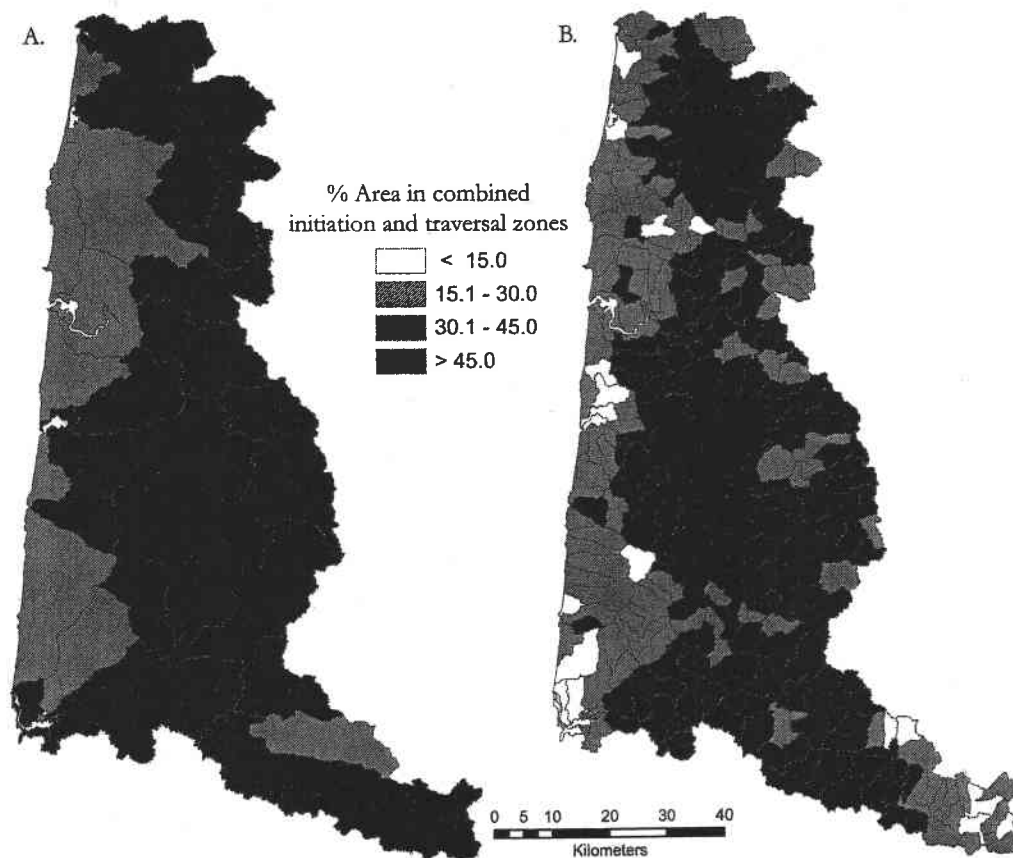 A.
B.
% Area in combined
initiation and traversal zones
< 15.0
15.1 - 30.0
30.1 - 45.0
> 45.0
0 5 10 20 30 40
Kilometers